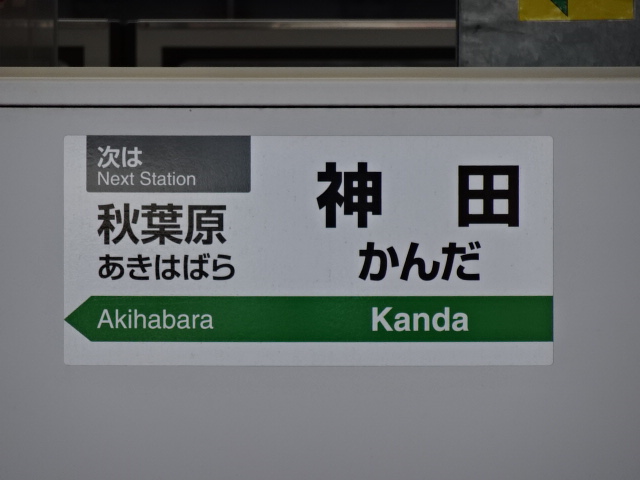 次は
Next Station
秋葉原
あきはばら
Akihabara
神田
かんだ
Kanda